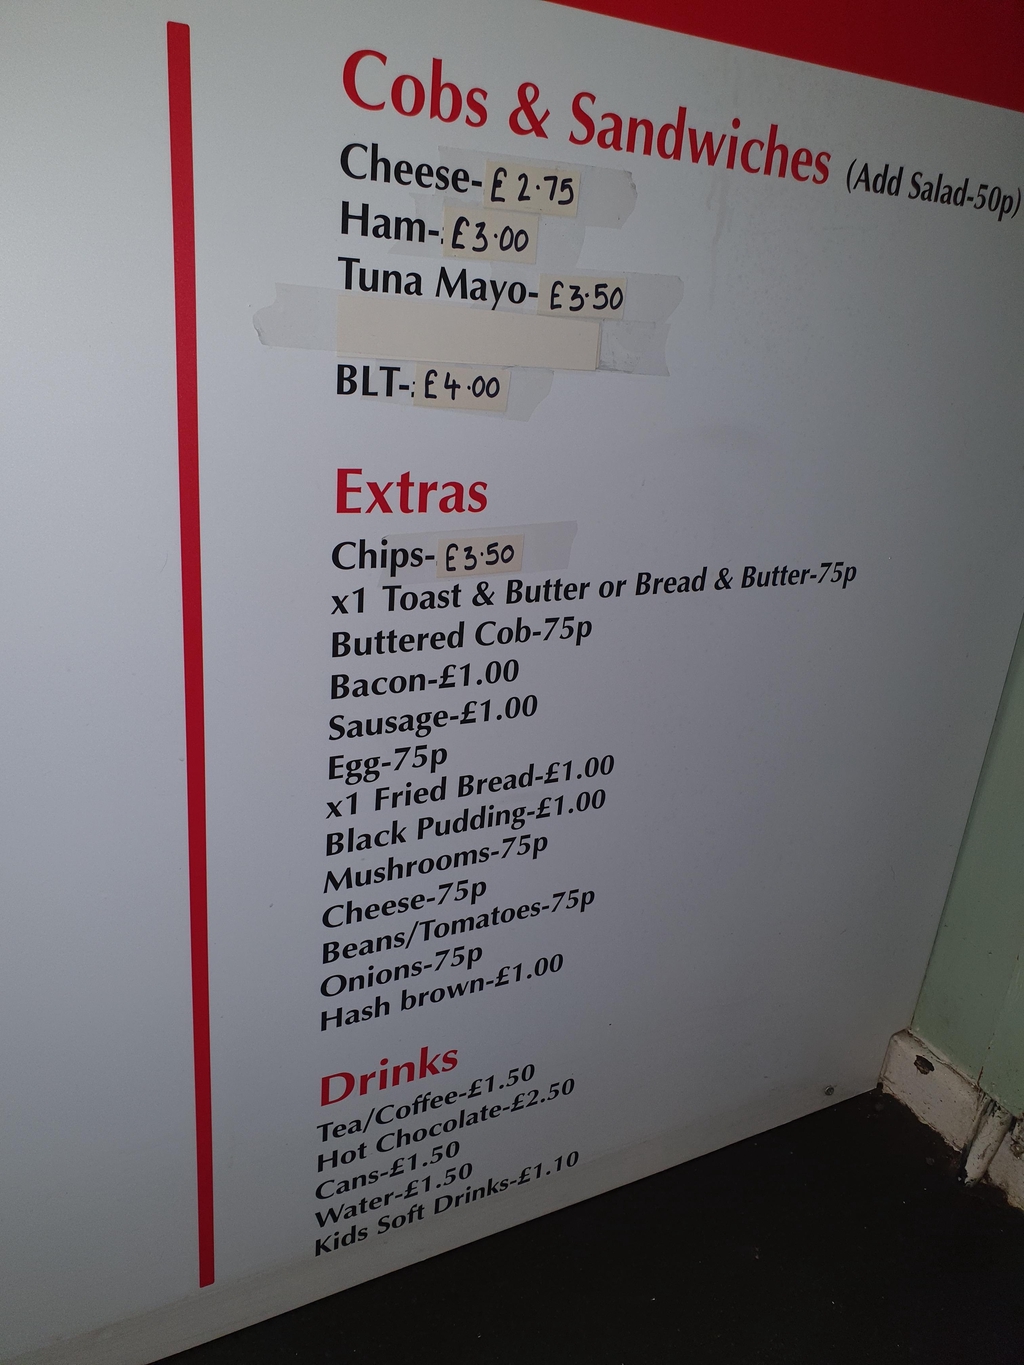 Cobs & Sandwiches (Add Salad-50p)
Cheese-£2.75
Ham-£3.00
Tuna Mayo-£3.50
BLT-£4.00
Extras
Chips-£3.50
x1 Toast & Butter or Bread & Butter-75p
Buttered Cob-75p
Bacon-£1.00
Sausage-£1.00
Egg-75p
x1 Fried Bread-£1.00
Black Pudding-£1.00
Mushrooms-75p
Cheese-75p
Beans/Tomatoes-75p
Onions-75p
Hash brown-£1.00
Drinks
Tea/Coffee-£1.50
Hot Chocolate-£2.50
Cans-£1.50
Water-£1.50
Kids Soft Drinks-£1.10